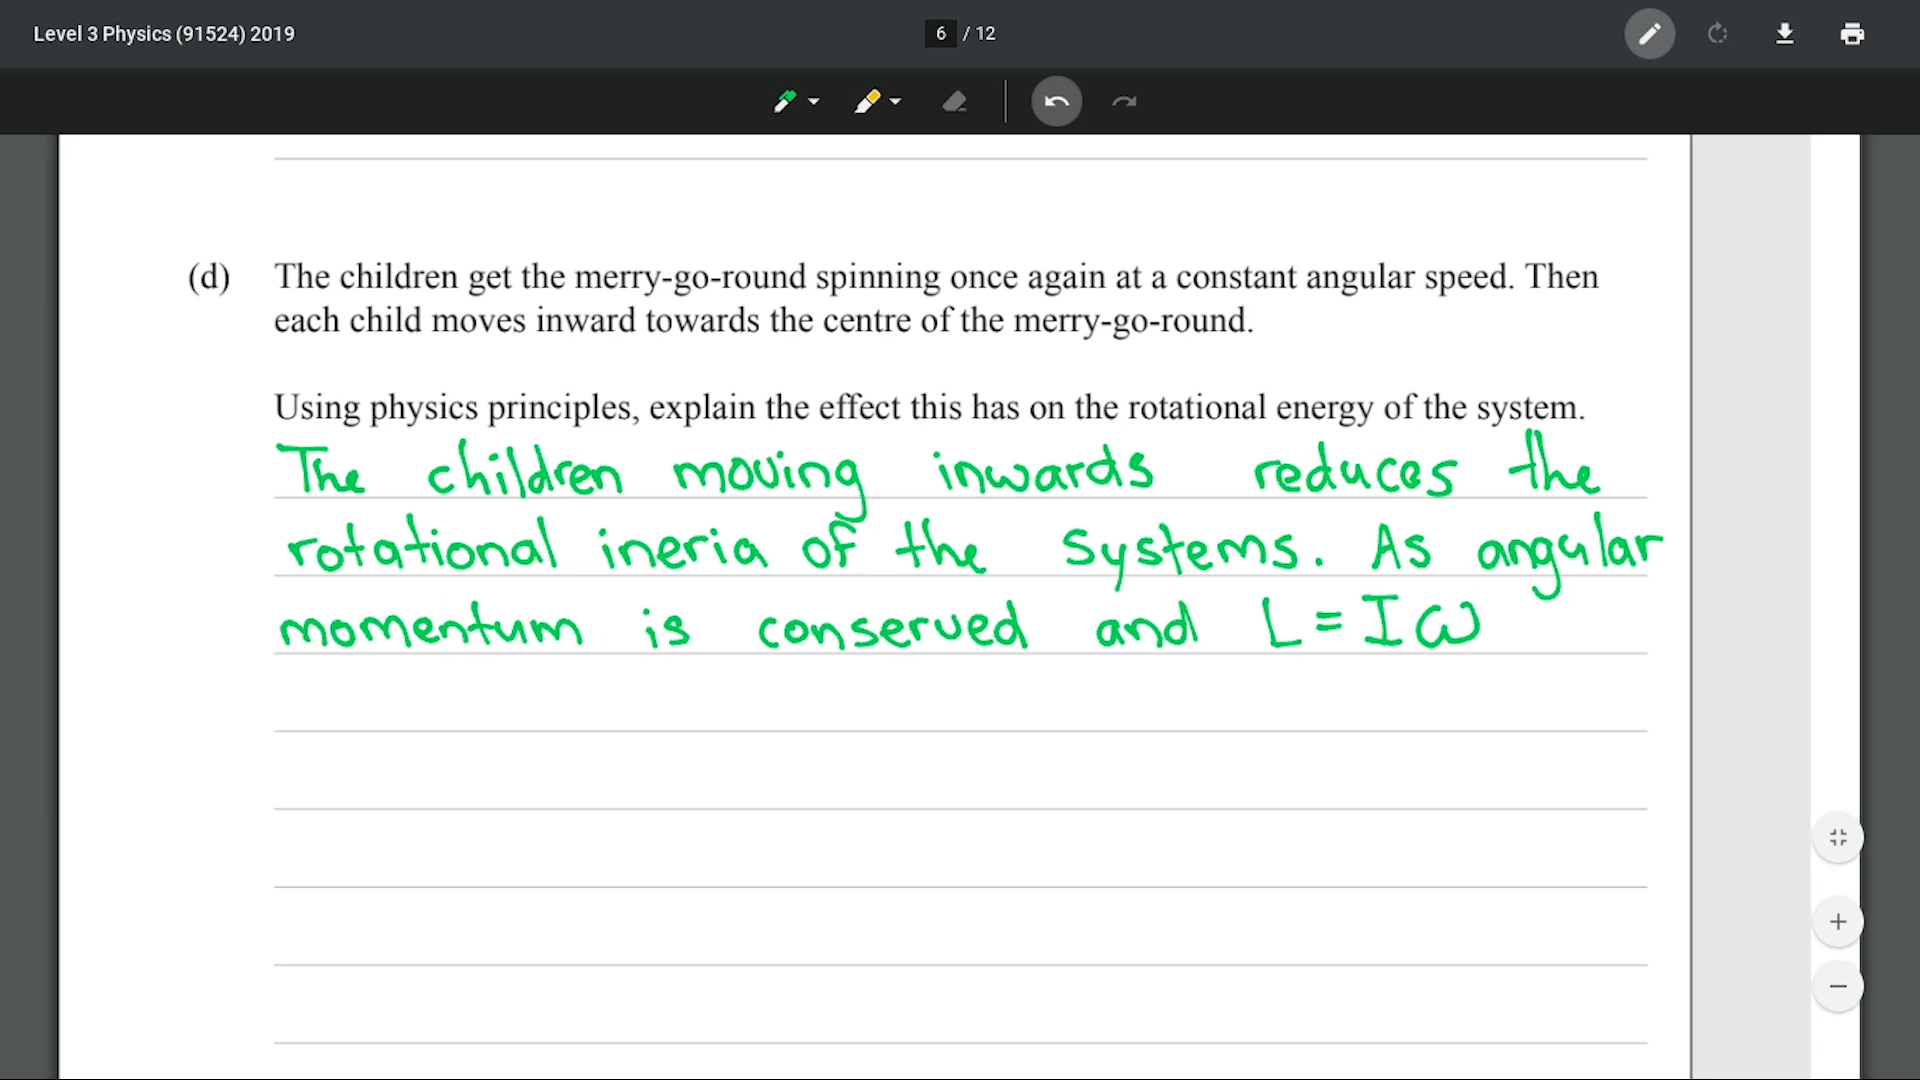 Level 3 Physics (91524) 2019
6 / 12
(d) The children get the merry-go-round spinning once again at a constant angular speed. Then
each child moves inward towards the centre of the merry-go-round.
Using physics principles, explain the effect this has on the rotational energy of the system.
The children moving inwards reduces the
rotational ineria of the systems. As angular
momentum is conserved and L = I ω